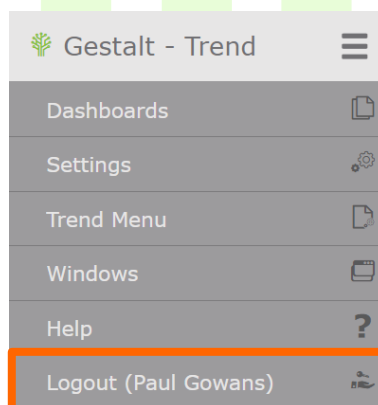 Gestalt - Trend
Dashboards
Settings
Trend Menu
Windows
Help
?
Logout (Paul Gowans)